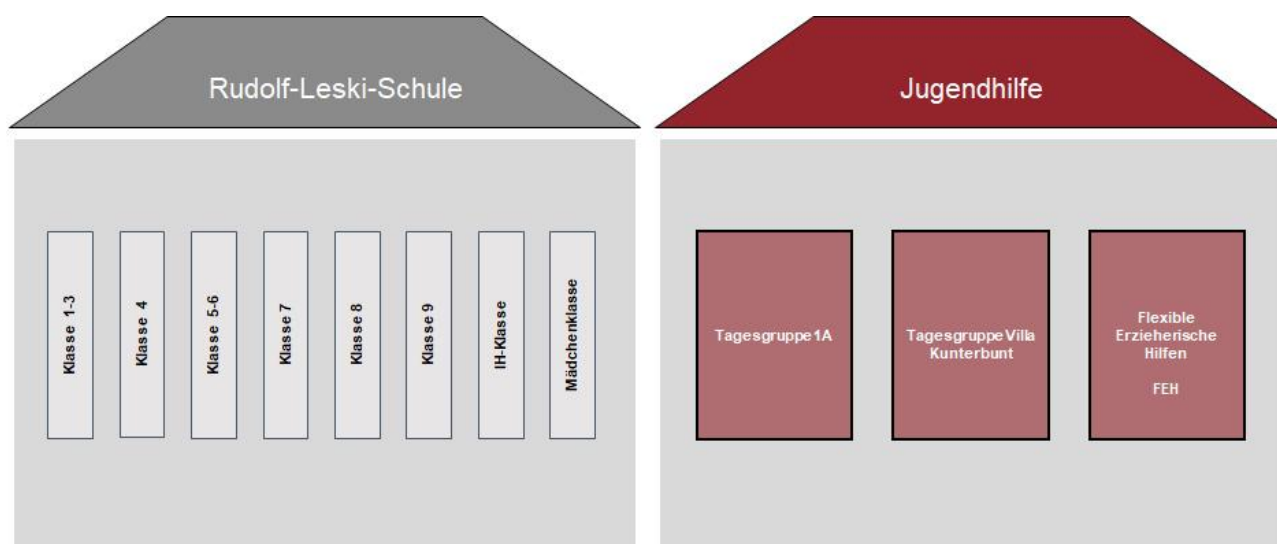 Rudolf-Leski-Schule
Klasse 1-3
Klasse 4
Klasse 5-6
Klasse 7
Klasse 8
Klasse 9
IH-Klasse
Mädchenklasse
Jugendhilfe
Tagesgruppe 1A
Tagesgruppe Villa
Kunterbunt
Flexible
Erzieherische
Hilfen
FEH